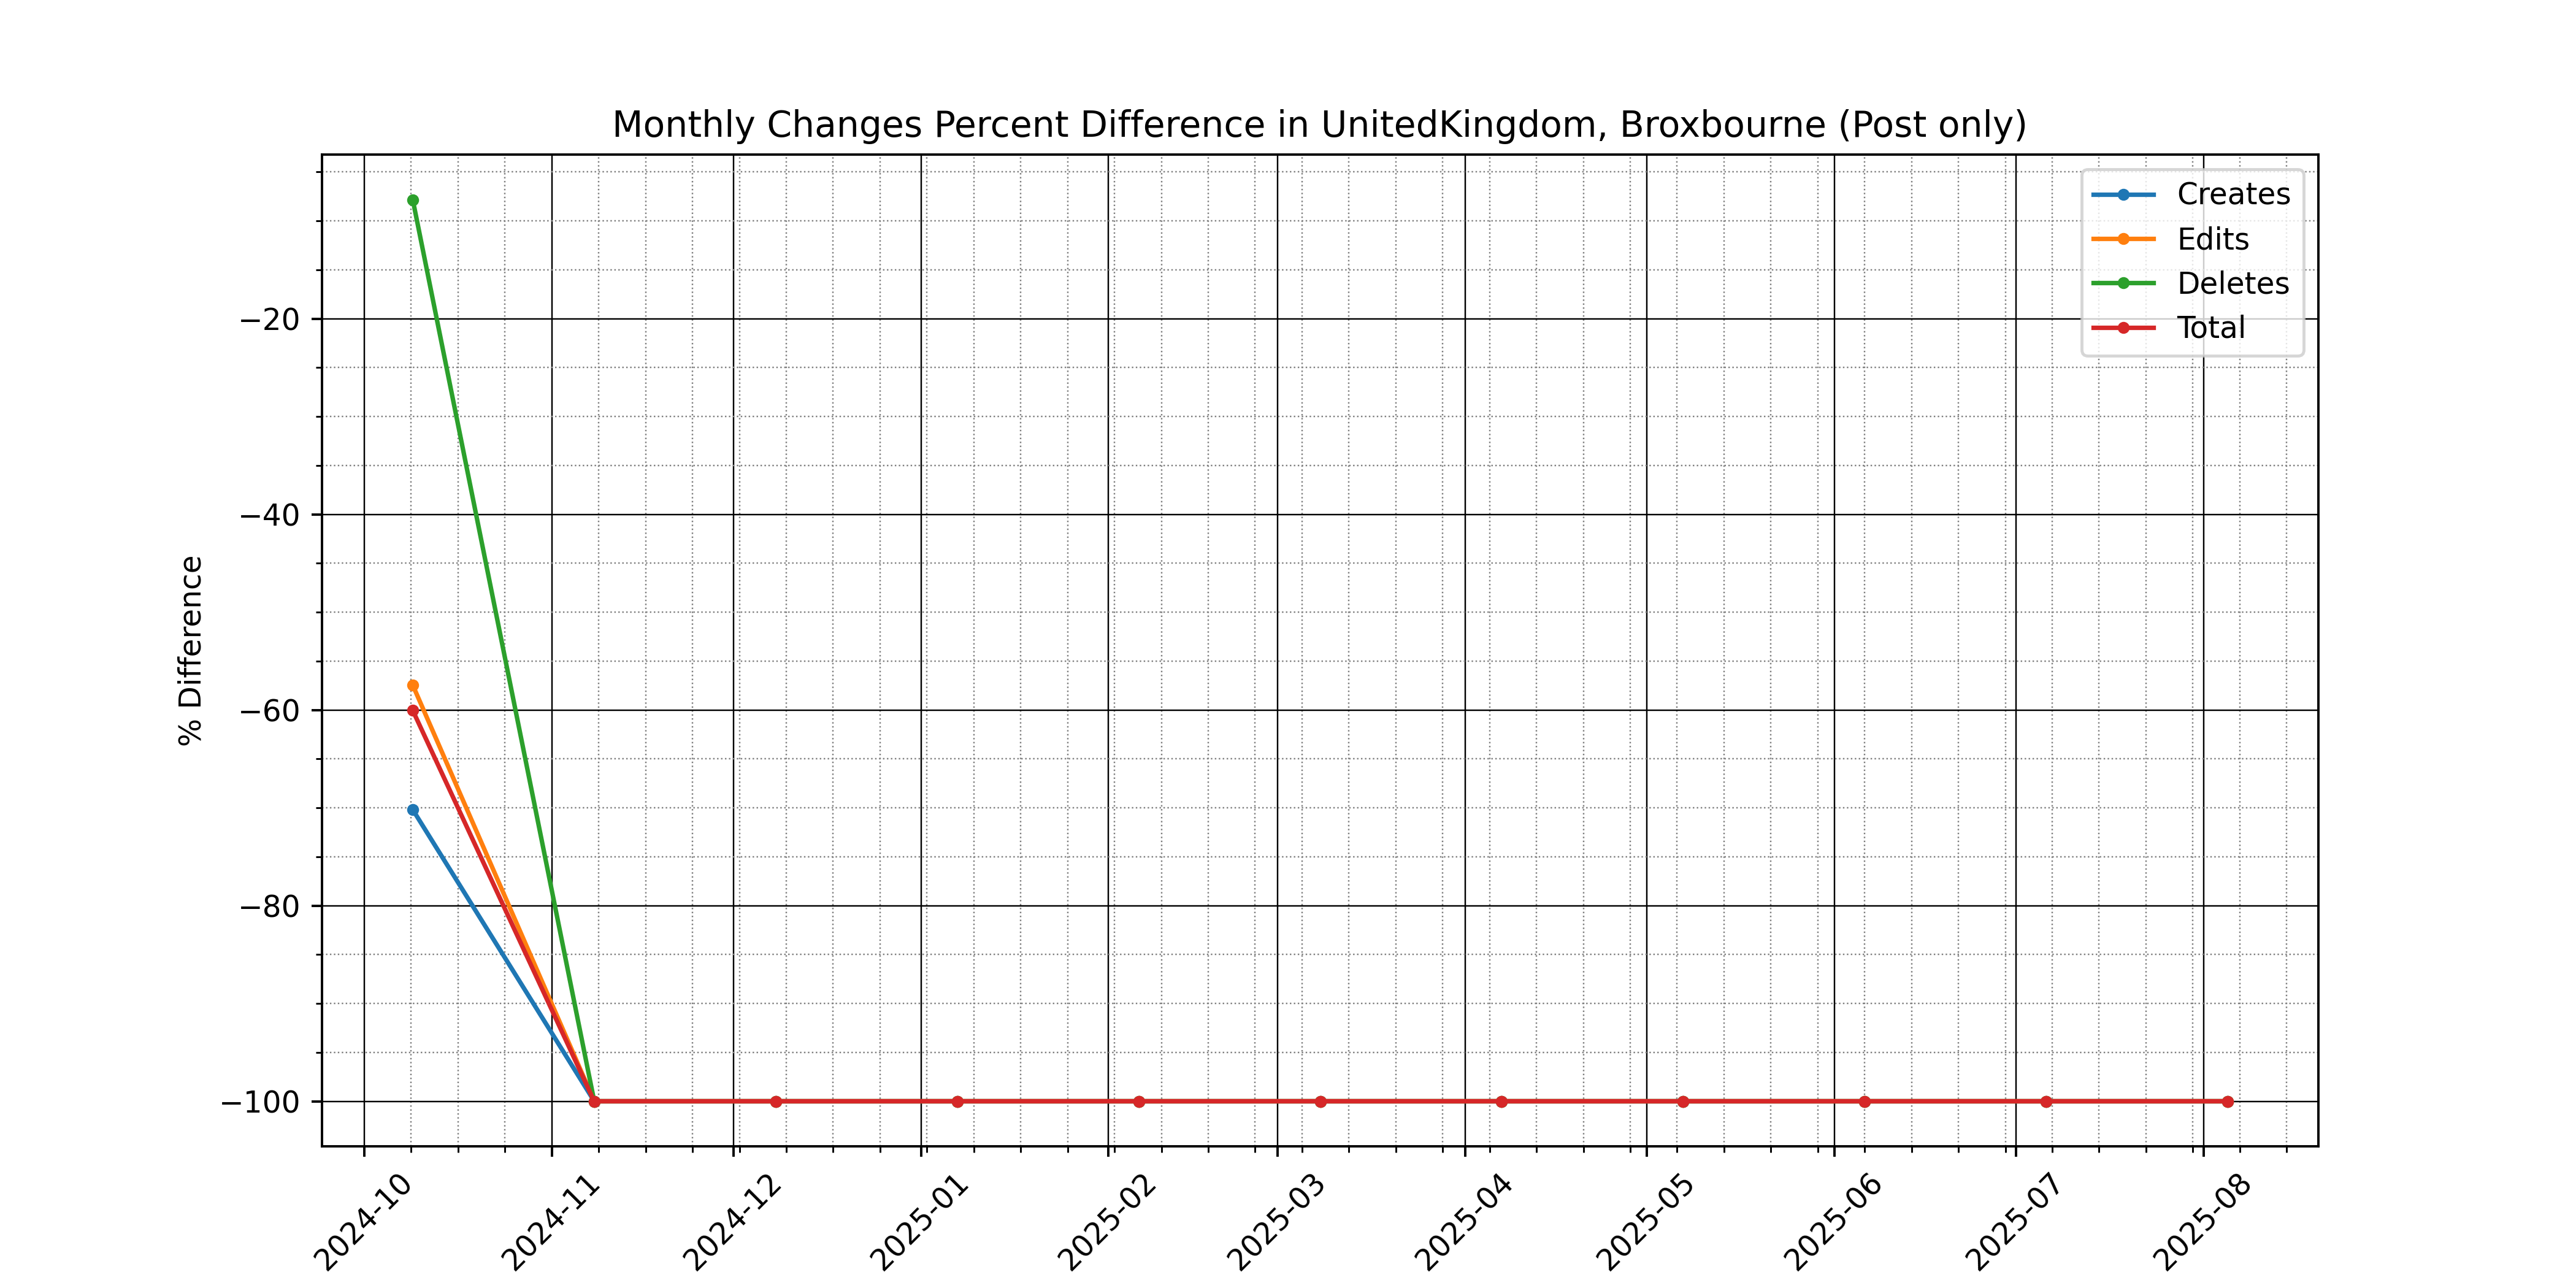 Monthly Changes Percent Difference in UnitedKingdom, Broxbourne (Post only)
Creates
Edits
Deletes
Total
% Difference
−20
−40
−60
−80
−100
2024-10
2024-11
2024-12
2025-01
2025-02
2025-03
2025-04
2025-05
2025-06
2025-07
2025-08